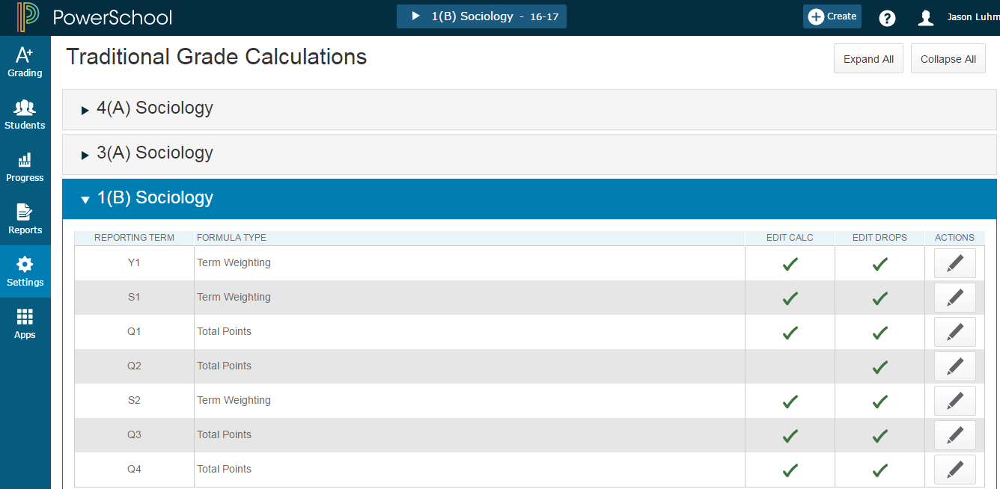 PowerSchool
1(B) Sociology - 16-17
Create
?
Jason Luhm
A+
Grading
Students
Progress
Reports
Settings
Apps
Traditional Grade Calculations
Expand All
Collapse All
4(A) Sociology
3(A) Sociology
1(B) Sociology
REPORTING TERM FORMULA TYPE EDIT CALC EDIT DROPS ACTIONS
Y1 Term Weighting
S1 Term Weighting
Q1 Total Points
Q2 Total Points
S2 Term Weighting
Q3 Total Points
Q4 Total Points